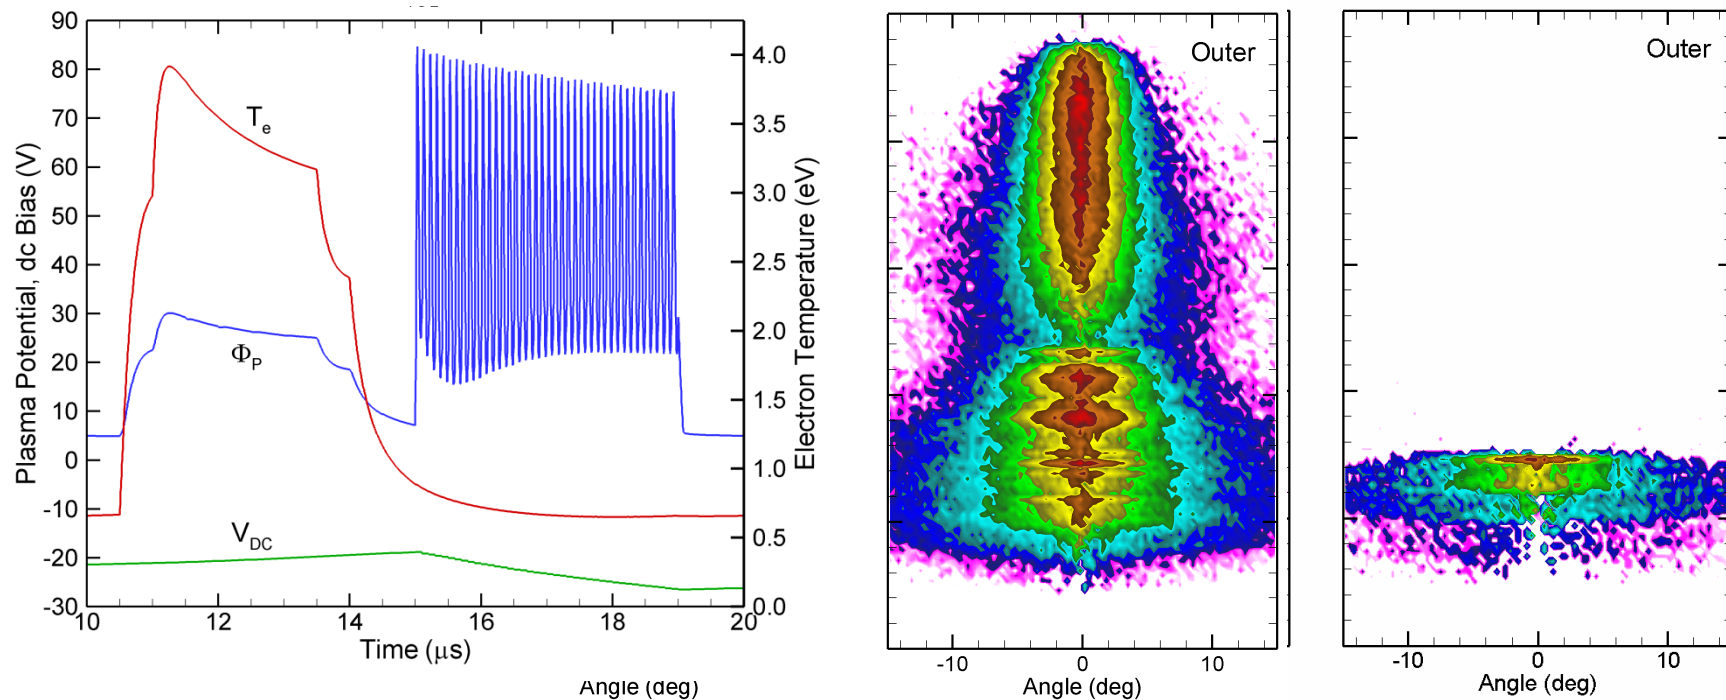 90
80
70
60
50
40
30
20
10
0
-10
-20
-30
Plasma Potential, dc Bias (V)
Te
ΦP
VDC
4.0
3.5
3.0
2.5
2.0
1.5
1.0
0.5
0.0
Electron Temperature (eV)
10 12 14 16 18 20
Time (μs)
Angle (deg)
Outer
-10 0 10
Angle (deg)
Outer
-10 0 10
Angle (deg)